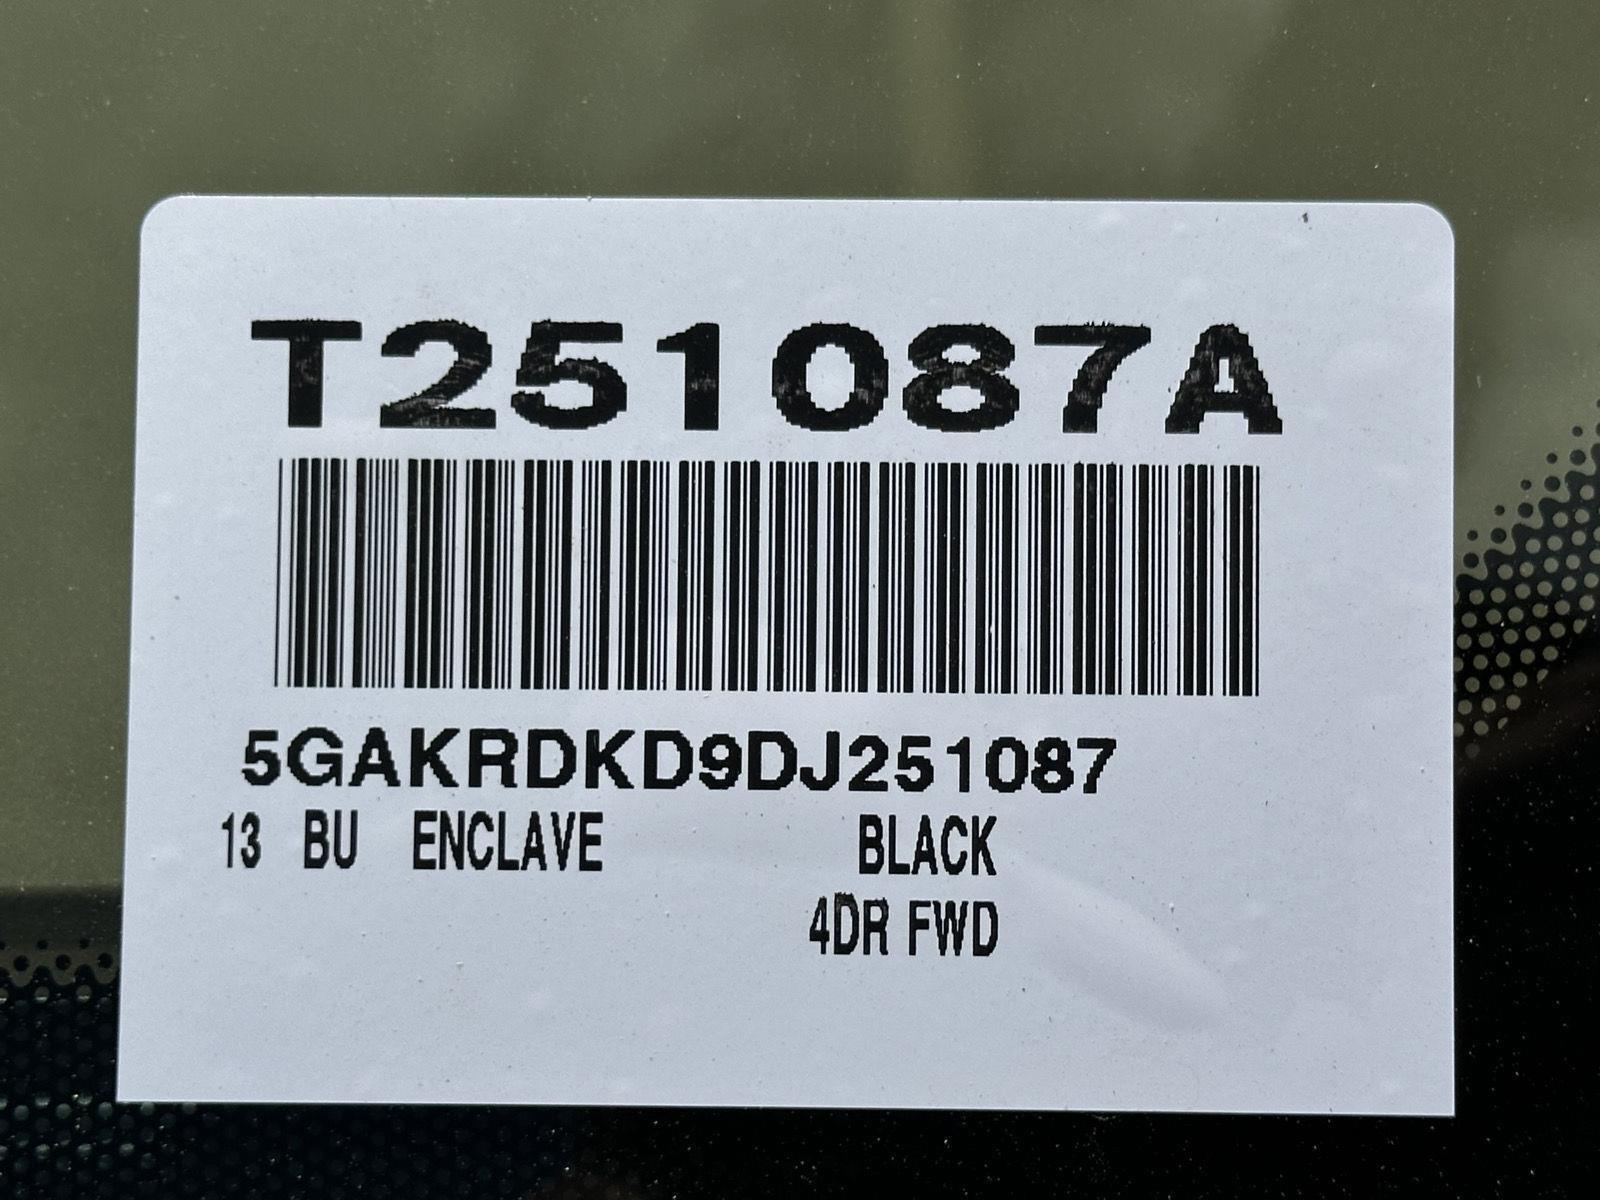 T251087A
5GAKRDKD9DJ251087
13 BU ENCLAVE BLACK
4DR FWD